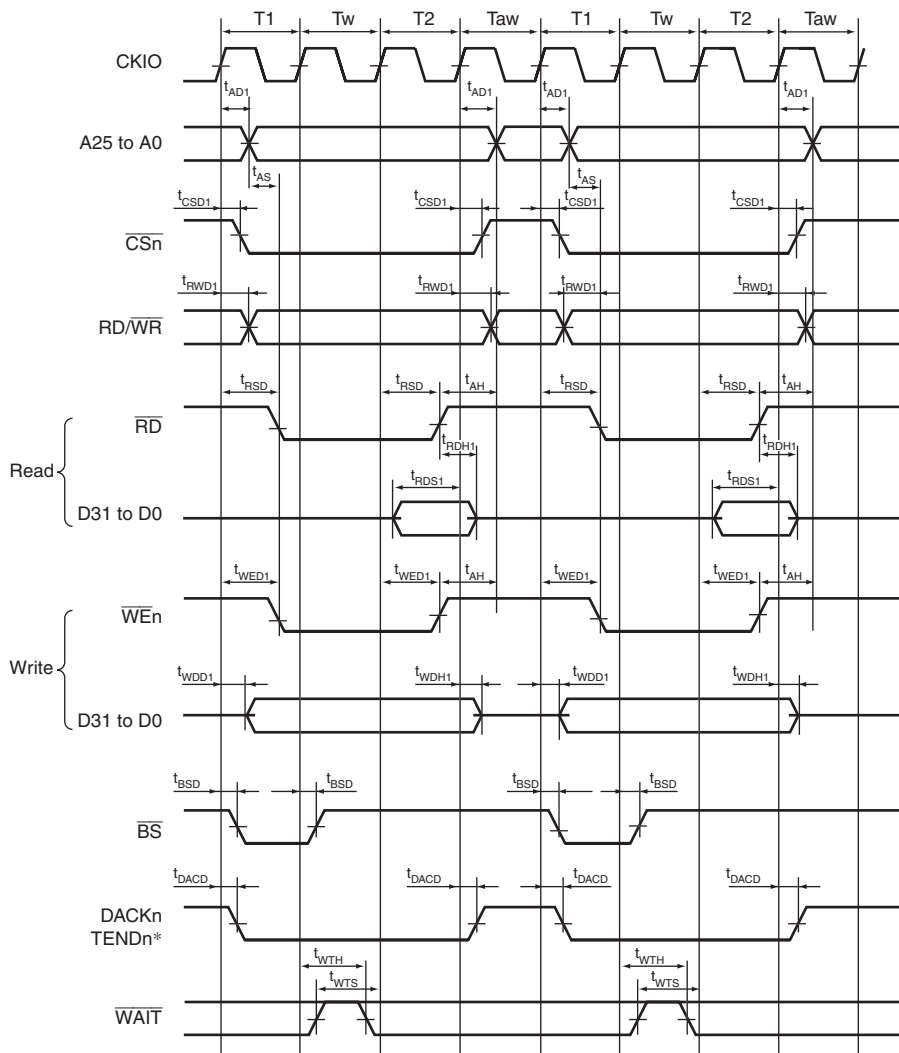 T1 Tw T2 Taw T1 Tw T2 Taw
CKIO
tAD1 tAD1 tAD1 tAD1
A25 to A0
tAS tAS
tCSD1 tCSD1 tCSD1 tCSD1
CSn
tRWD1 tRWD1 tRWD1 tRWD1
RD/WR
tRSD tRSD tAH tRSD tRSD tAH
RD
tRDH1 tRDH1
Read
tRDS1 tRDS1
D31 to D0
tWED1 tWED1 tAH tWED1 tWED1 tAH
WEn
Write
tWDD1 tWDH1 tWDD1 tWDH1
D31 to D0
tBSD tBSD tBSD tBSD
BS
tDACD tDACD tDACD tDACD
DACKn
TENDn*
tWTH tWTH
tWTS tWTS
WAIT